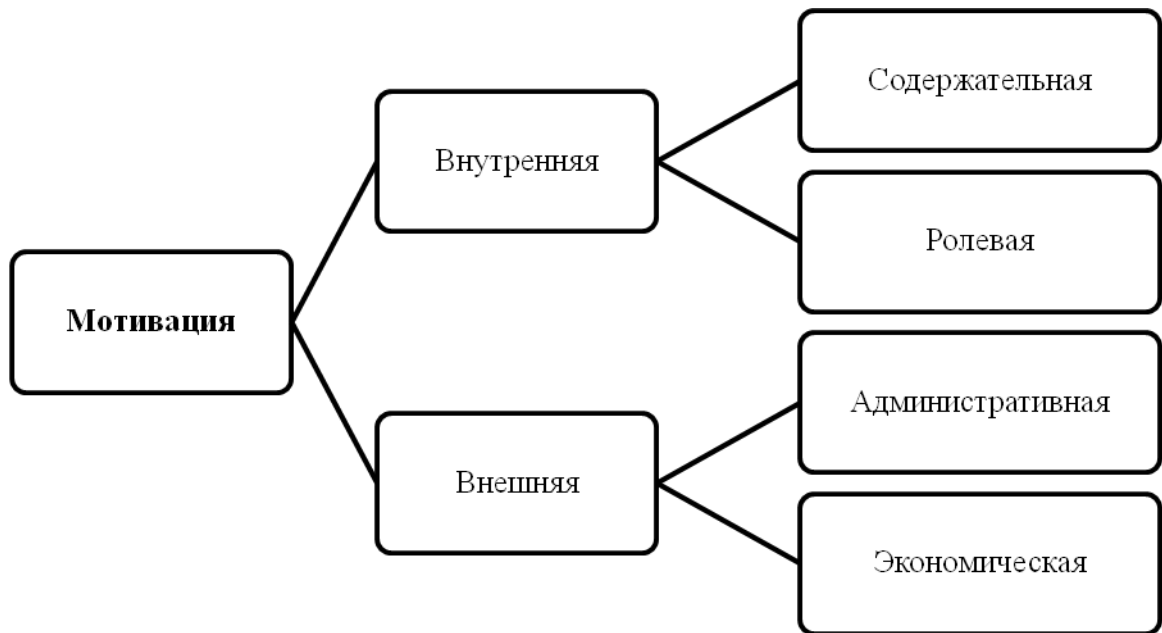 Мотивация
Внутренняя
Содержательная
Ролевая
Внешняя
Административная
Экономическая